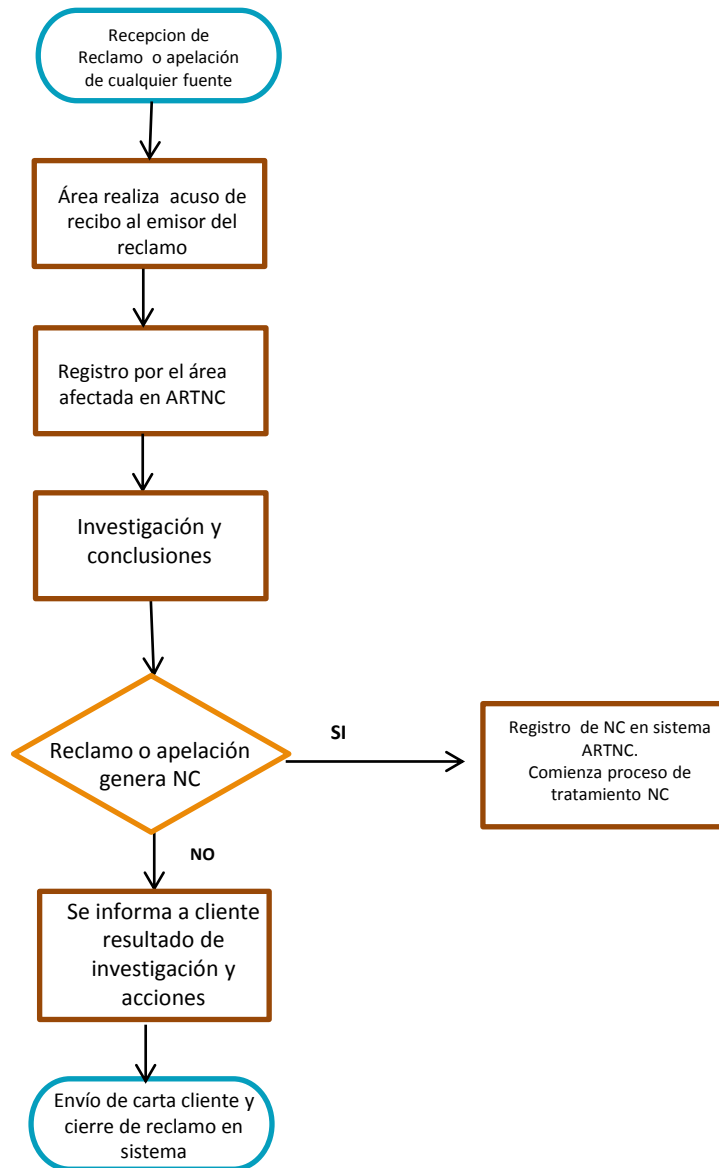 Recepcion de
Reclamo o apelación
de cualquier fuente
Área realiza acuso de
recibo al emisor del
reclamo
Registro por el área
afectada en ARTNC
Investigación y
conclusiones
Reclamo o apelación
genera NC
SI
Registro de NC en sistema
ARTNC.
Comienza proceso de
tratamiento NC
NO
Se informa a cliente
resultado de
investigación y
acciones
Envío de carta cliente y
cierre de reclamo en
sistema